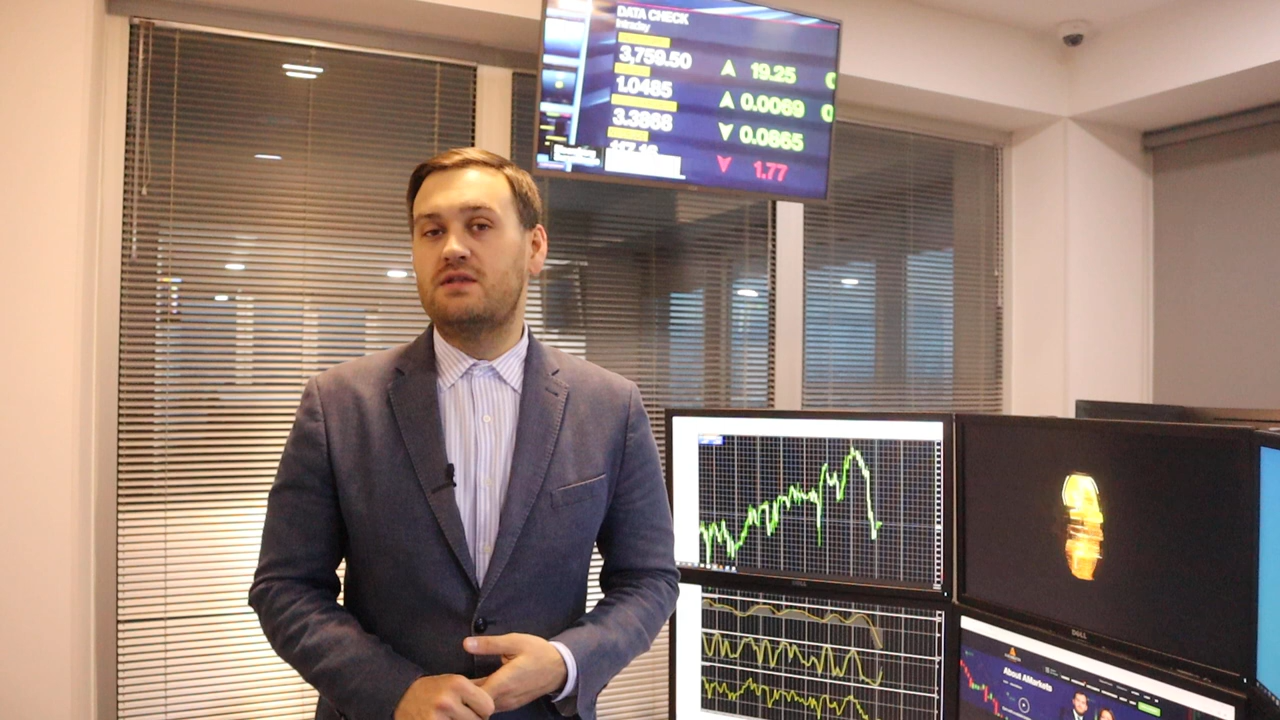 DATA CHECK
Intraday
3,759.50 ▲ 19.25
1.0485 ▲ 0.0069
3.3868 ▼ 0.0865
▼ 1.77
DELL
About AMarkets